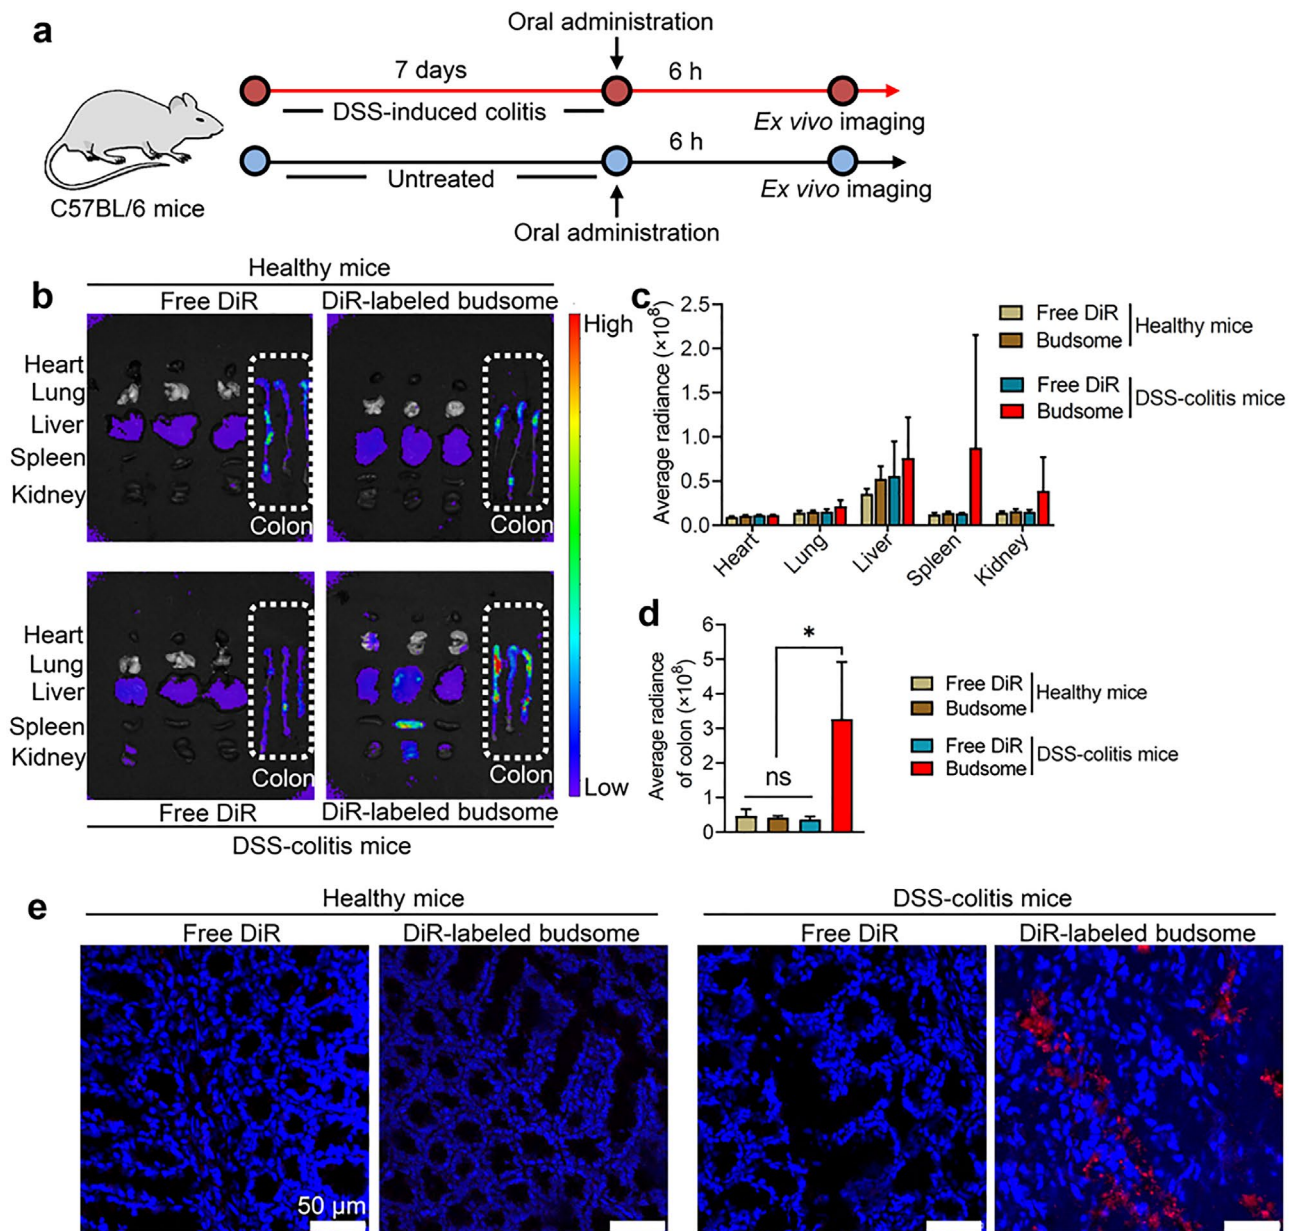 a
Oral administration
7 days
6 h
DSS-induced colitis
Ex vivo imaging
6 h
Untreated
Ex vivo imaging
C57BL/6 mice
Oral administration
b
Healthy mice
Free DiR
DiR-labeled budsome
High
Heart
Lung
Liver
Spleen
Kidney
Colon
Colon
Heart
Lung
Liver
Spleen
Kidney
Colon
Colon
Low
Free DiR
DiR-labeled budsome
DSS-colitis mice
c
Average radiance (×10⁸)
2.5
2.0
1.5
1.0
0.5
0.0
Heart
Lung
Liver
Spleen
Kidney
Free DiR
Budsome
Healthy mice
Free DiR
Budsome
DSS-colitis mice
d
Average radiance
of colon (×10⁸)
6
5
4
3
2
1
0
*
ns
Free DiR
Budsome
Healthy mice
Free DiR
Budsome
DSS-colitis mice
e
Healthy mice
DSS-colitis mice
Free DiR
DiR-labeled budsome
Free DiR
DiR-labeled budsome
50 μm